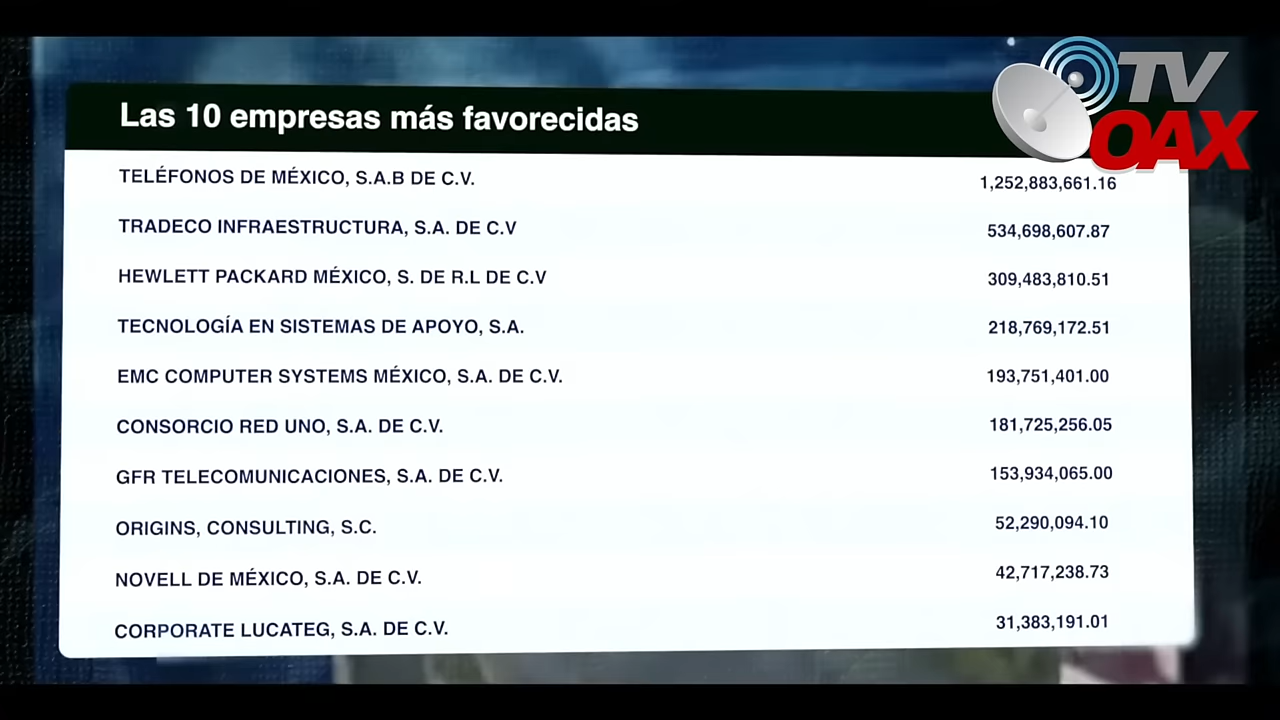 TV
OAX
Las 10 empresas más favorecidas
TELÉFONOS DE MÉXICO, S.A.B DE C.V. 1,252,883,661.16
TRADECO INFRAESTRUCTURA, S.A. DE C.V 534,698,607.87
HEWLETT PACKARD MÉXICO, S. DE R.L DE C.V 309,483,810.51
TECNOLOGÍA EN SISTEMAS DE APOYO, S.A. 218,769,172.51
EMC COMPUTER SYSTEMS MÉXICO, S.A. DE C.V. 193,751,401.00
CONSORCIO RED UNO, S.A. DE C.V. 181,725,256.05
GFR TELECOMUNICACIONES, S.A. DE C.V. 153,934,065.00
ORIGINS, CONSULTING, S.C. 52,290,094.10
NOVELL DE MÉXICO, S.A. DE C.V. 42,717,238.73
CORPORATE LUCATEG, S.A. DE C.V. 31,383,191.01